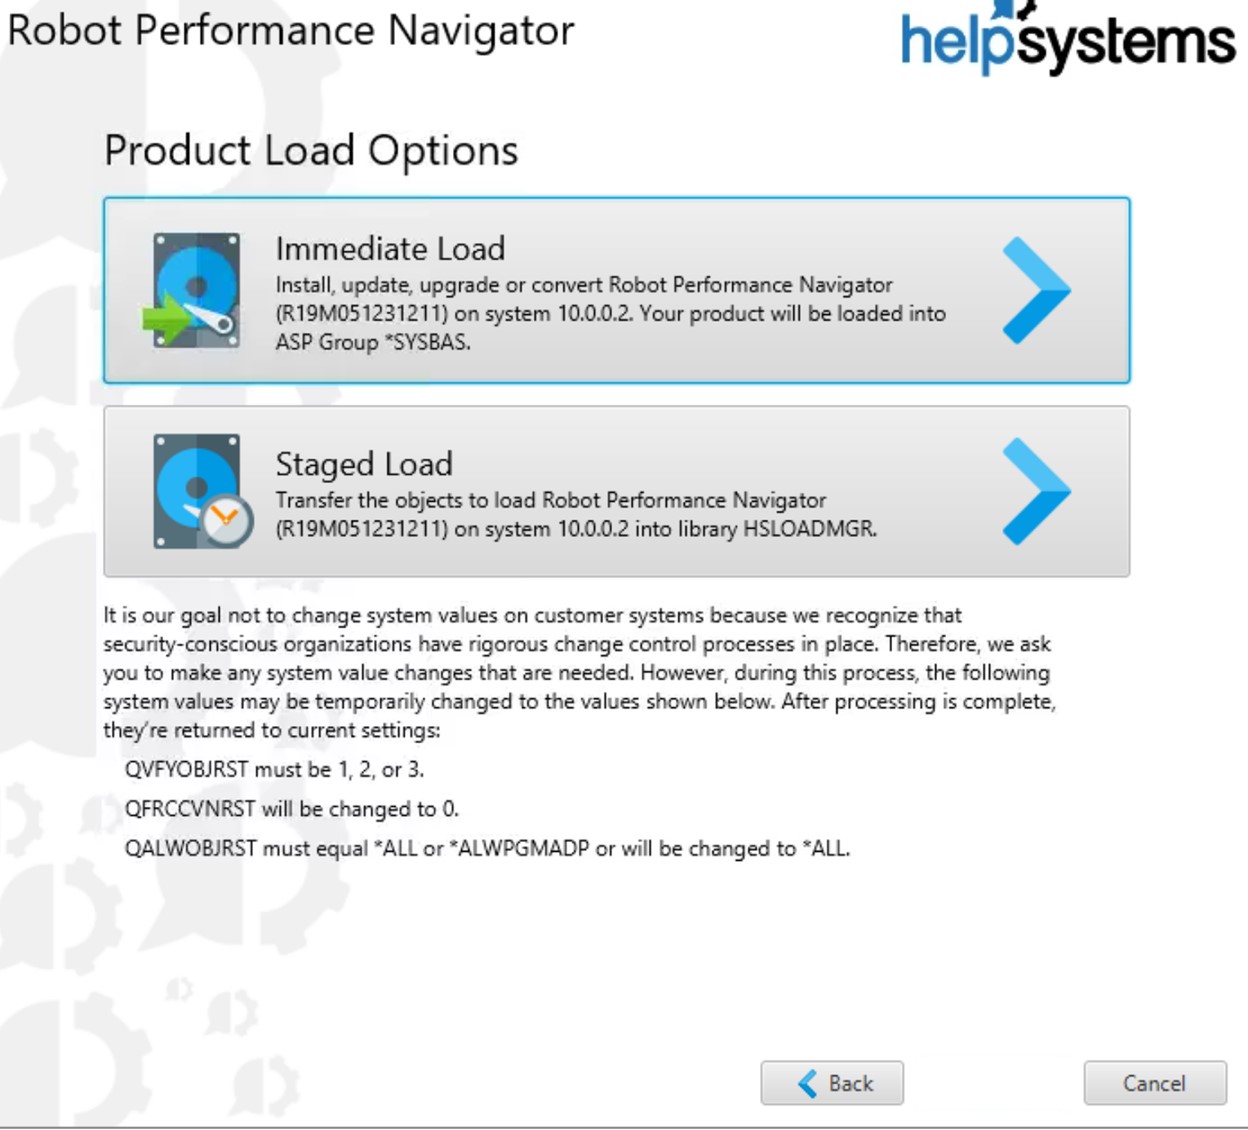 Robot Performance Navigator
helpsystems
Product Load Options
Immediate Load
Install, update, upgrade or convert Robot Performance Navigator
(R19M051231211) on system 10.0.0.2. Your product will be loaded into
ASP Group *SYSBAS.
Staged Load
Transfer the objects to load Robot Performance Navigator
(R19M051231211) on system 10.0.0.2 into library HSLOADMGR.
It is our goal not to change system values on customer systems because we recognize that
security-conscious organizations have rigorous change control processes in place. Therefore, we ask
you to make any system value changes that are needed. However, during this process, the following
system values may be temporarily changed to the values shown below. After processing is complete,
they're returned to current settings:
QVFYOBJRST must be 1, 2, or 3.
QFRCCVNRST will be changed to 0.
QALWOBJRST must equal *ALL or *ALWPGMADP or will be changed to *ALL.
Back
Cancel